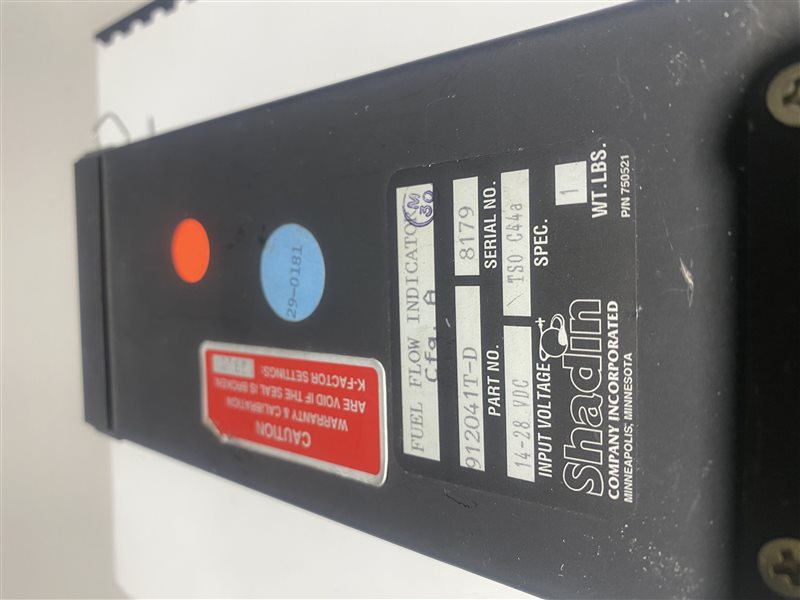 FUEL FLOW INDICATOR
Cfg. A
M
30
912041T-D
8179
PART NO.
SERIAL NO.
14-28 VDC
TSO C44a
INPUT VOLTAGE
SPEC.
Shadin
1
WT. LBS.
COMPANY INCORPORATED
MINNEAPOLIS, MINNESOTA
P/N 750521
29-0181
CAUTION
WARRANTY & CALIBRATION
ARE VOID IF THE SEAL IS BROKEN.
K-FACTOR SETTINGS: